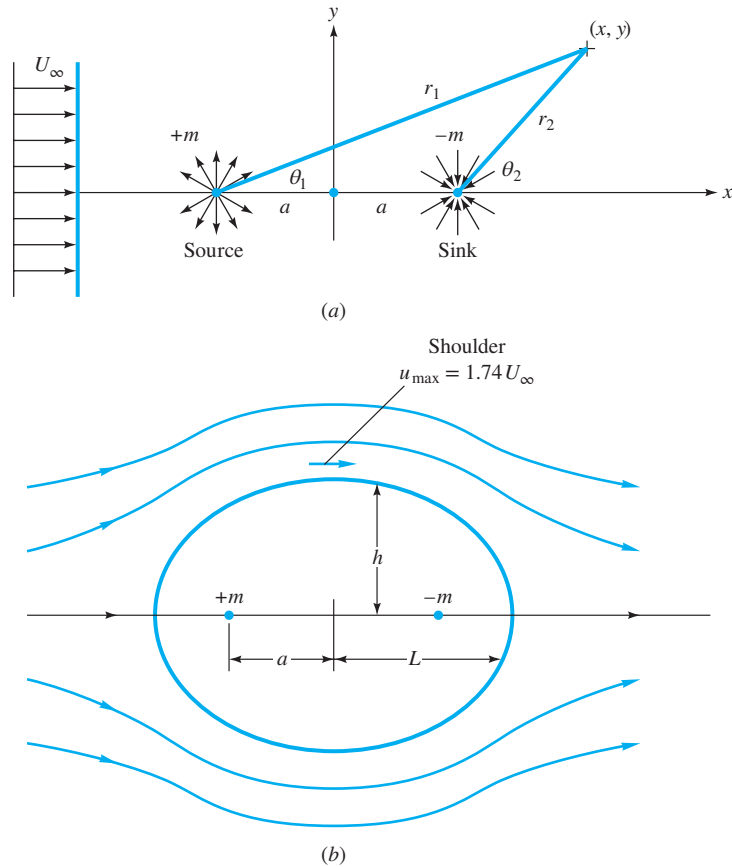 y
(x, y)
U∞
r1
r2
+m
−m
θ1
θ2
x
a
a
Source
Sink
(a)
Shoulder
umax = 1.74 U∞
h
+m
−m
a
L
(b)